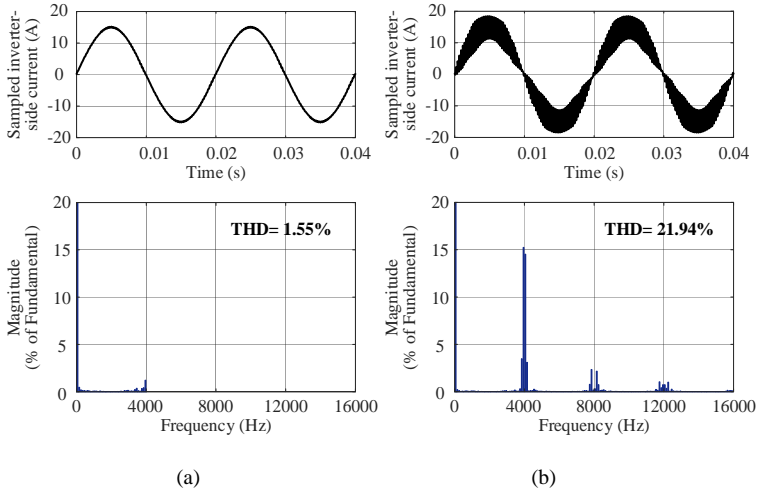 Sampled inverter-
side current (A)
20
10
0
-10
-20
0 0.01 0.02 0.03 0.04
Time (s)
Magnitude
(% of Fundamental)
20
15
10
5
0
THD= 1.55%
0 4000 8000 12000 16000
Frequency (Hz)
(a)
Sampled inverter-
side current (A)
20
10
0
-10
-20
0 0.01 0.02 0.03 0.04
Time (s)
Magnitude
(% of Fundamental)
20
15
10
5
0
THD= 21.94%
0 4000 8000 12000 16000
Frequency (Hz)
(b)